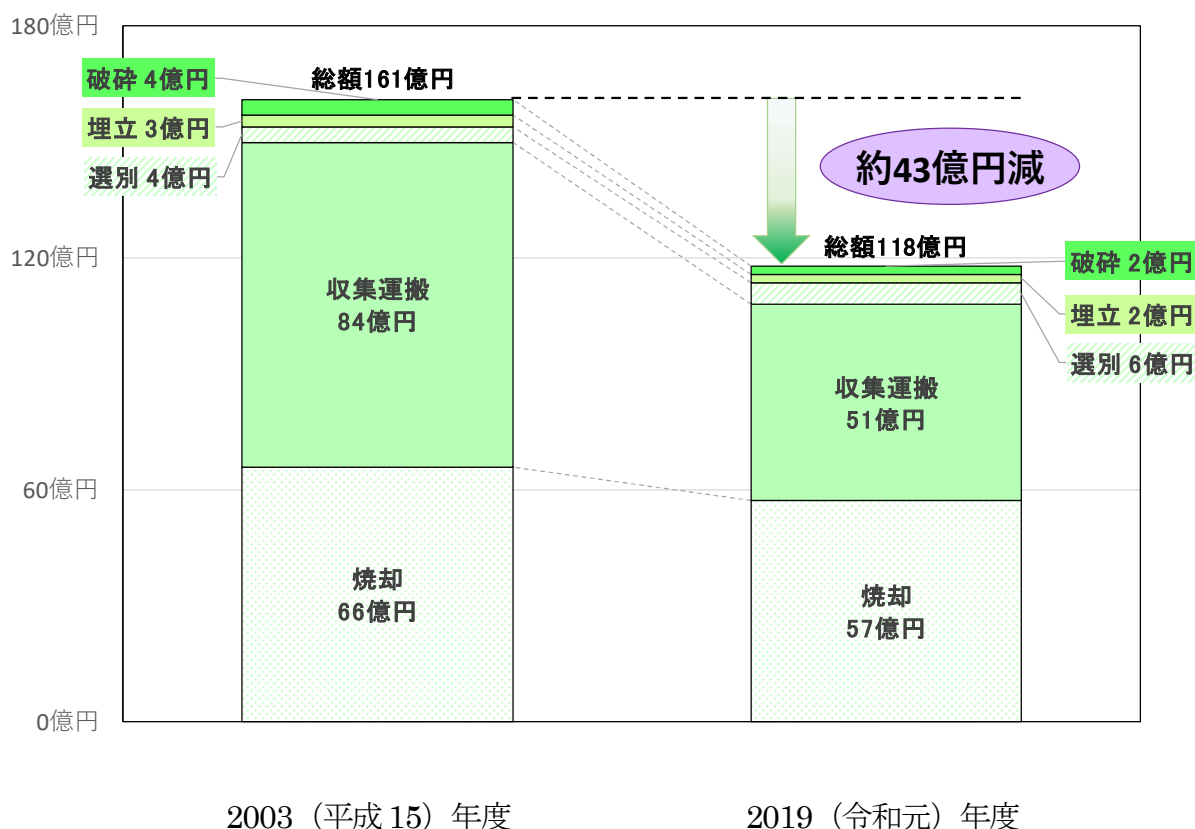 180億円
120億円
60億円
0億円
破砕 4億円
埋立 3億円
選別 4億円
総額161億円
収集運搬
84億円
焼却
66億円
約43億円減
総額118億円
破砕 2億円
埋立 2億円
選別 6億円
収集運搬
51億円
焼却
57億円
2003（平成 15）年度
2019（令和元）年度